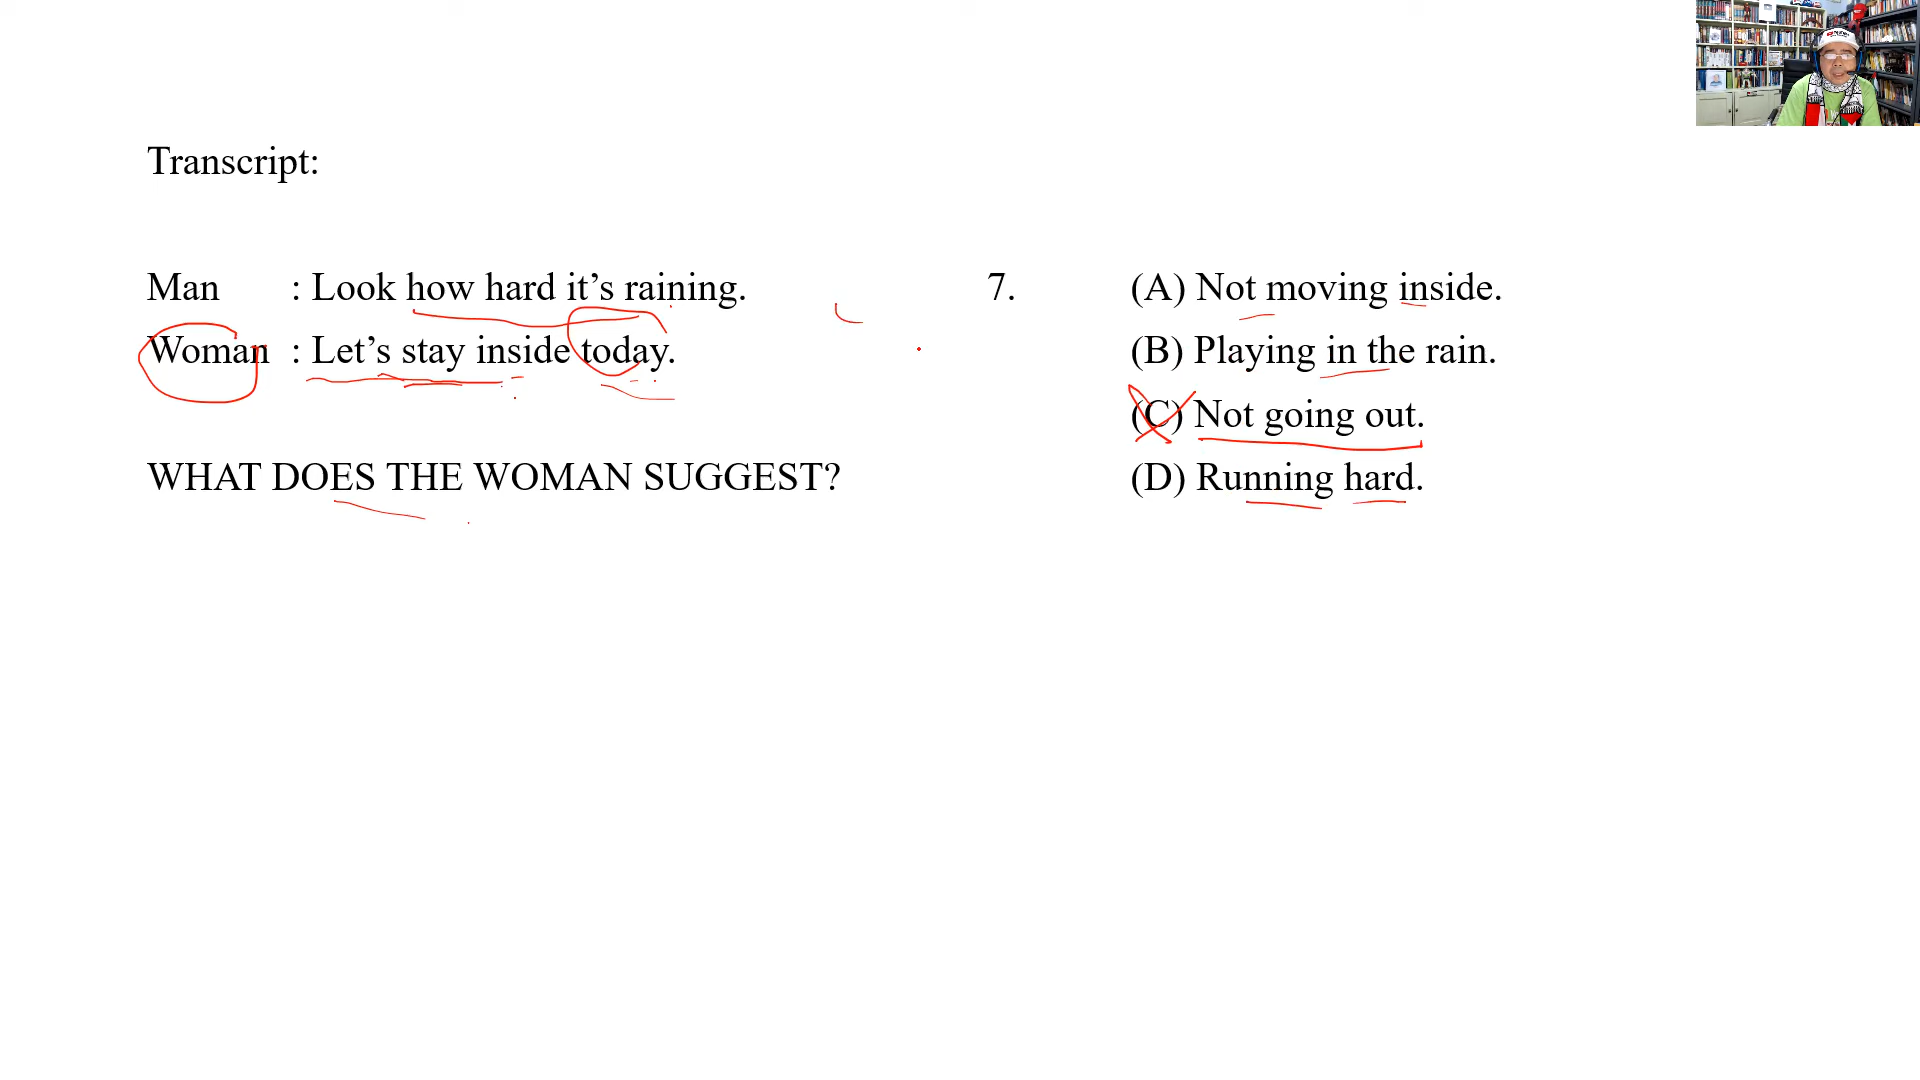 Transcript:
Man : Look how hard it's raining.
Woman : Let's stay inside today.
WHAT DOES THE WOMAN SUGGEST?
7. (A) Not moving inside.
(B) Playing in the rain.
(C) Not going out.
(D) Running hard.